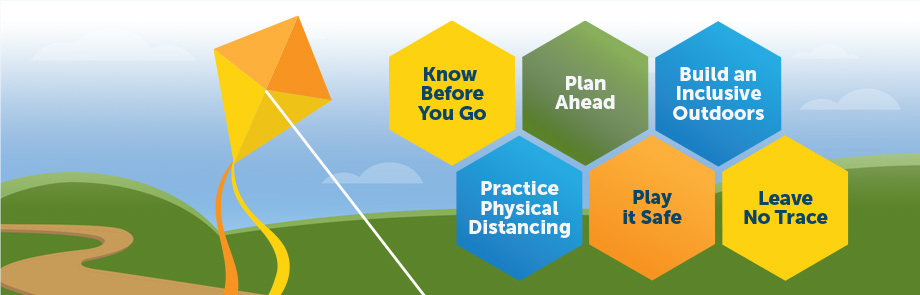 Know
Before
You Go
Plan
Ahead
Build an
Inclusive
Outdoors
Practice
Physical
Distancing
Play
it Safe
Leave
No Trace